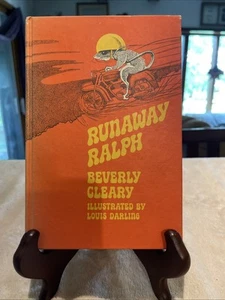 RUNAWAY
RALPH
BEVERLY
CLEARY
ILLUSTRATED BY
LOUIS DARLING